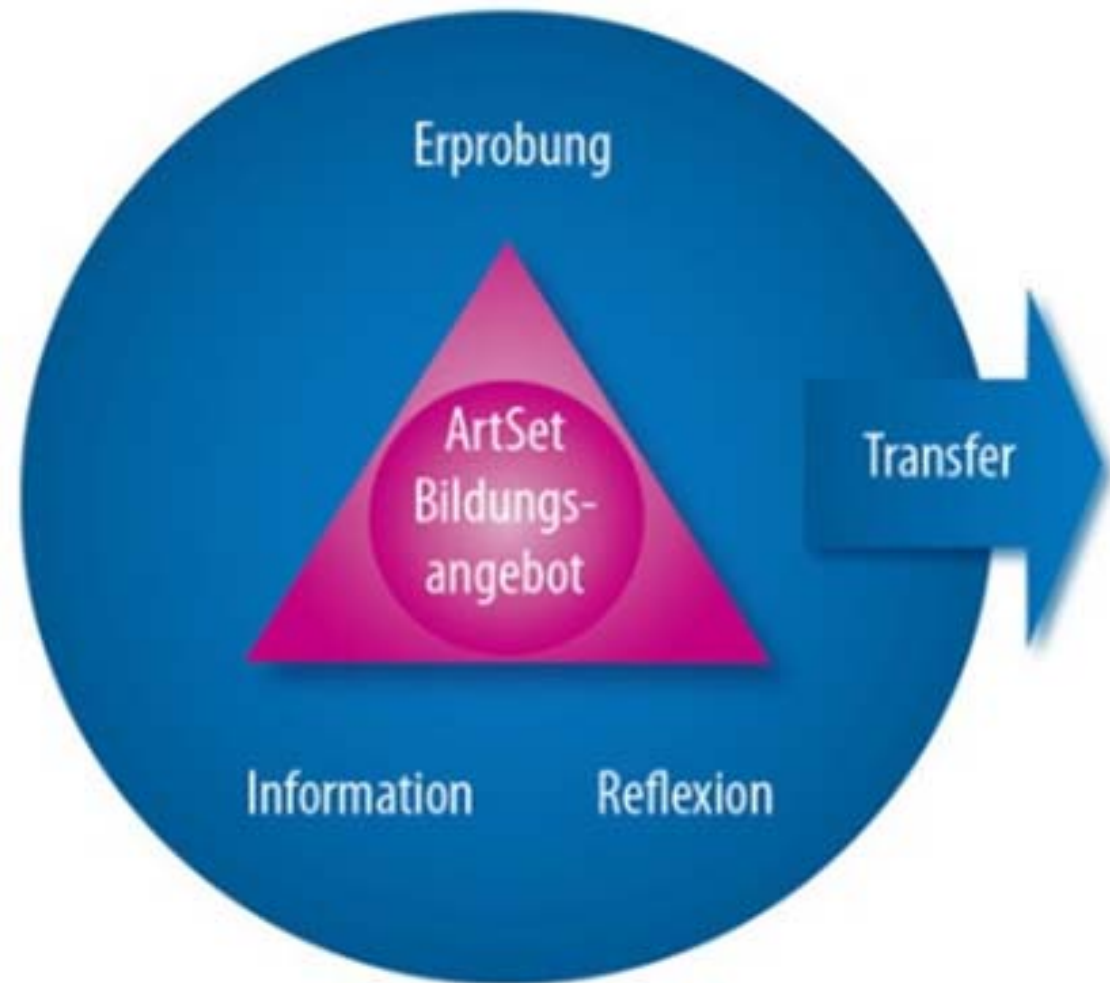 Erprobung
ArtSet
Bildungs-
angebot
Transfer
Information
Reflexion